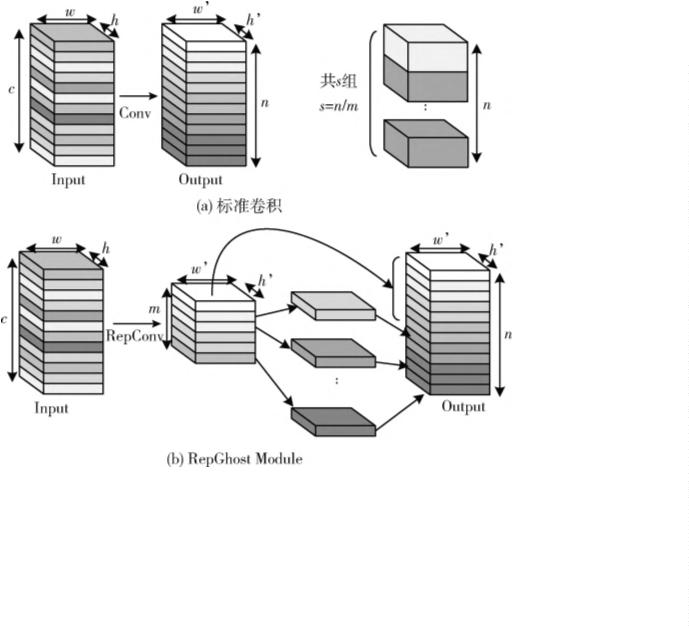 w
h
w’
h’
c
n
Conv
Input
Output
共s组
s=n/m
:
n
(a) 标准卷积
w
h
w’
h’
w’
h’
m
c
n
RepConv
:
Input
Output
(b) RepGhost Module